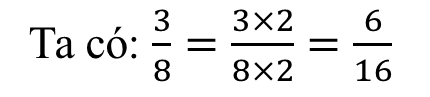 Ta có: 3/8 = 3×2/8×2 = 6/16